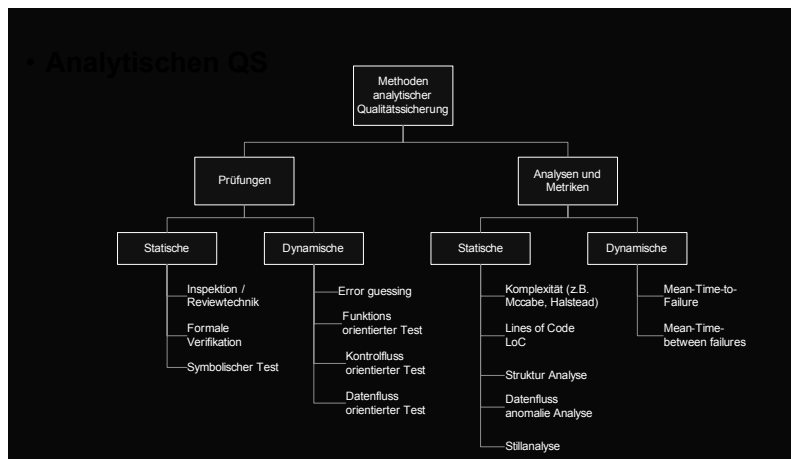 • Analytischen QS
Methoden
analytischer
Qualitätssicherung
Prüfungen
Analysen und
Metriken
Statische
Dynamische
Statische
Dynamische
Inspektion /
Reviewtechnik
Formale
Verifikation
Symbolischer Test
Error guessing
Funktions
orientierter Test
Kontrolfluss
orientierter Test
Datenfluss
orientierter Test
Komplexität (z.B.
Mccabe, Halstead)
Lines of Code
LoC
Struktur Analyse
Datenfluss
anomalie Analyse
Stillanalyse
Mean-Time-to-
Failure
Mean-Time-
between failures